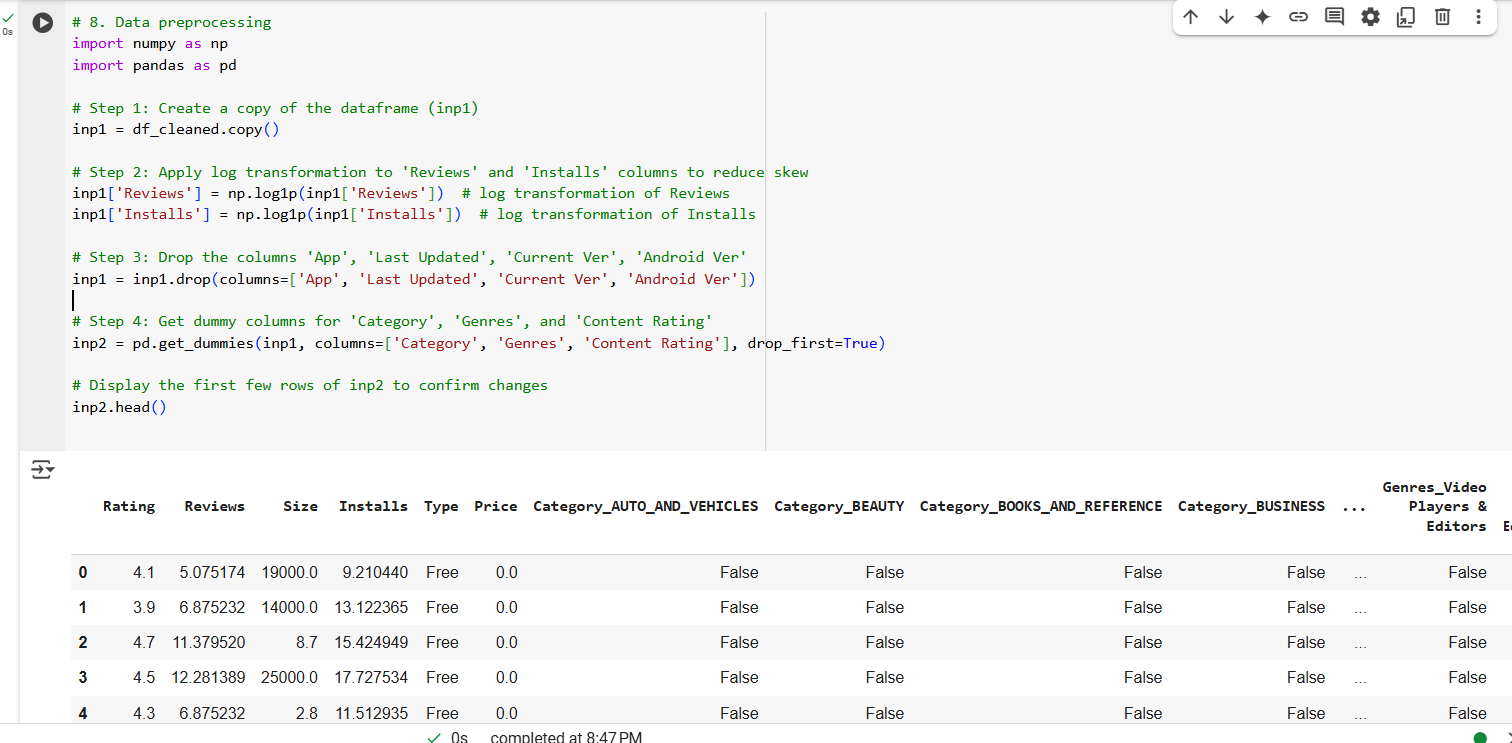 0s
# 8. Data preprocessing
import numpy as np
import pandas as pd
# Step 1: Create a copy of the dataframe (inp1)
inp1 = df_cleaned.copy()
# Step 2: Apply log transformation to 'Reviews' and 'Installs' columns to reduce skew
inp1['Reviews'] = np.log1p(inp1['Reviews'])  # log transformation of Reviews
inp1['Installs'] = np.log1p(inp1['Installs'])  # log transformation of Installs
# Step 3: Drop the columns 'App', 'Last Updated', 'Current Ver', 'Android Ver'
inp1 = inp1.drop(columns=['App', 'Last Updated', 'Current Ver', 'Android Ver'])
# Step 4: Get dummy columns for 'Category', 'Genres', and 'Content Rating'
inp2 = pd.get_dummies(inp1, columns=['Category', 'Genres', 'Content Rating'], drop_first=True)
# Display the first few rows of inp2 to confirm changes
inp2.head()
Rating Reviews Size Installs Type Price Category_AUTO_AND_VEHICLES Category_BEAUTY Category_BOOKS_AND_REFERENCE Category_BUSINESS ... Genres_Video Players & Editors
0 4.1 5.075174 19000.0 9.210440 Free 0.0 False False False False ... False
1 3.9 6.875232 14000.0 13.122365 Free 0.0 False False False False ... False
2 4.7 11.379520 8.7 15.424949 Free 0.0 False False False False ... False
3 4.5 12.281389 25000.0 17.727534 Free 0.0 False False False False ... False
4 4.3 6.875232 2.8 11.512935 Free 0.0 False False False False ... False
0s completed at 8:47 PM